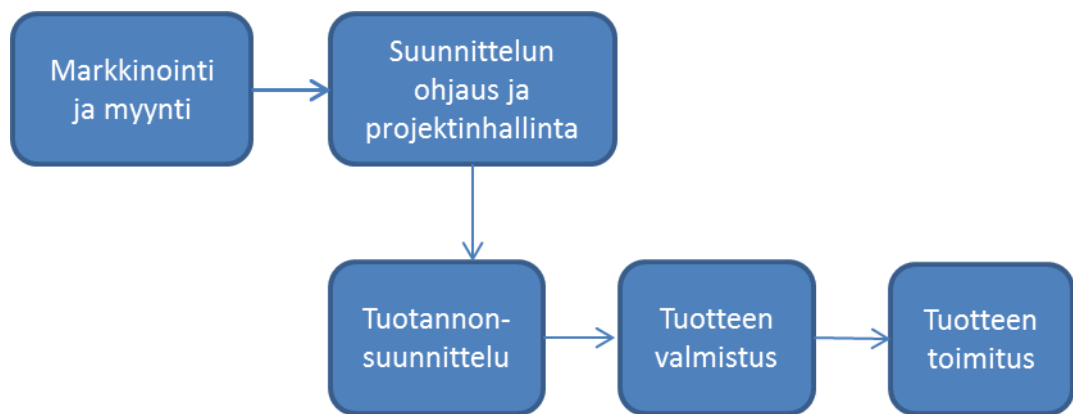 Markkinointi
ja myynti
Suunnittelun
ohjaus ja
projektinhallinta
Tuotannon-
suunnittelu
Tuotteen
valmistus
Tuotteen
toimitus